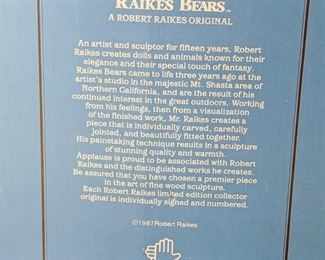 RAIKES BEARS™
A ROBERT RAIKES ORIGINAL
An artist and sculptor for fifteen years, Robert
Raikes creates dolls and animals known for their
elegance and their special touch of fantasy.
Raikes Bears came to life three years ago at the
artist's studio in the majestic Mt. Shasta area of
Northern California, and are the result of his
continued interest in the great outdoors. Working
from his feelings, then from a visualization
of the finished work, Mr. Raikes creates a
piece that is individually carved, carefully
jointed, and beautifully fitted together.
His painstaking technique results in a sculpture
of stunning quality and warmth.
Applause is proud to be associated with Robert
Raikes and the distinguished works he creates.
Be assured that you have chosen a premier piece
in the art of fine wood sculpture.
Each Robert Raikes limited edition collector
original is individually signed and numbered.
©1987 Robert Raikes